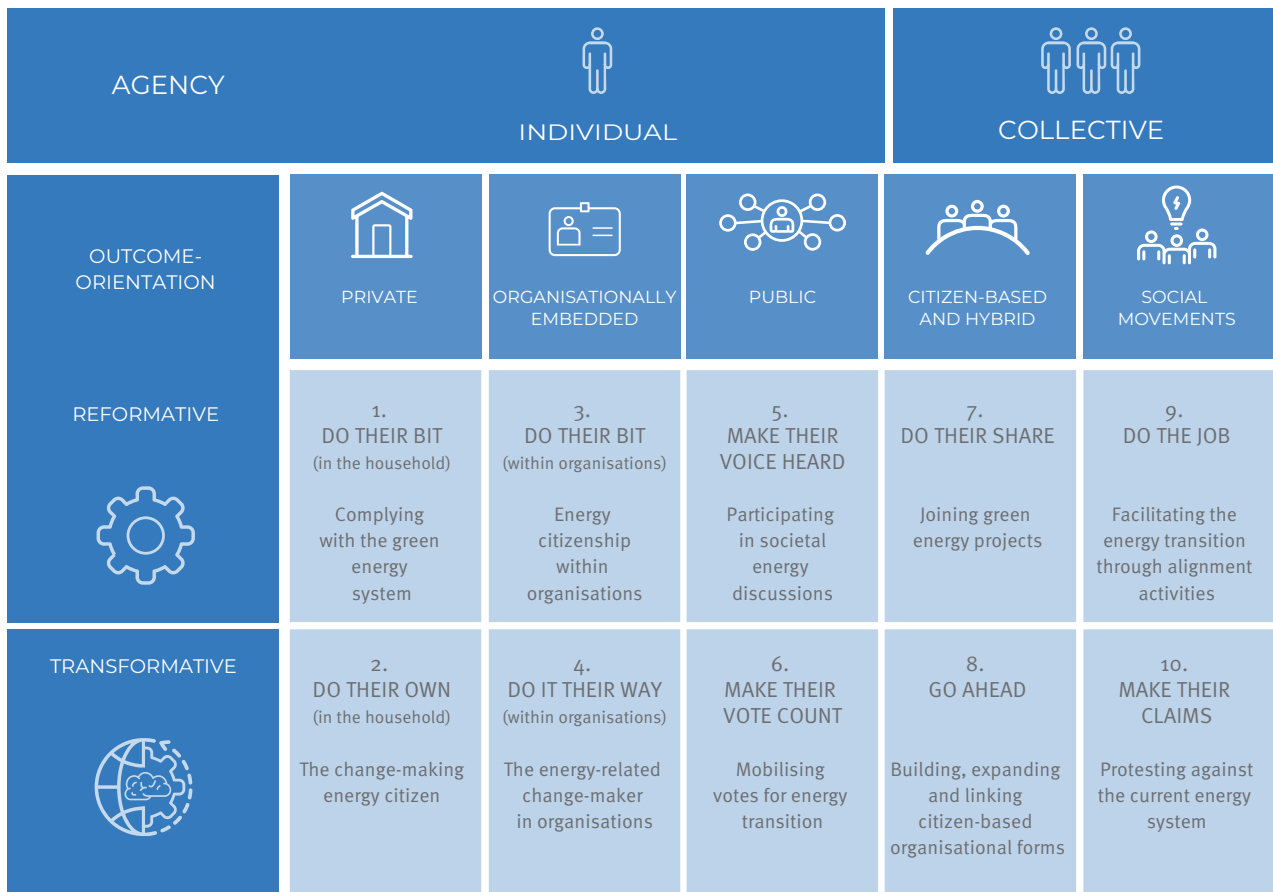 AGENCY
INDIVIDUAL
COLLECTIVE
OUTCOME-
ORIENTATION
PRIVATE
ORGANISATIONALLY
EMBEDDED
PUBLIC
CITIZEN-BASED
AND HYBRID
SOCIAL
MOVEMENTS
REFORMATIVE
1.
DO THEIR BIT
(in the household)
Complying
with the green
energy
system
3.
DO THEIR BIT
(within organisations)
Energy
citizenship
within
organisations
5.
MAKE THEIR
VOICE HEARD
Participating
in societal
energy
discussions
7.
DO THEIR SHARE
Joining green
energy projects
9.
DO THE JOB
Facilitating the
energy transition
through alignment
activities
TRANSFORMATIVE
2.
DO THEIR OWN
(in the household)
The change-making
energy citizen
4.
DO IT THEIR WAY
(within organisations)
The energy-related
change-maker
in organisations
6.
MAKE THEIR
VOTE COUNT
Mobilising
votes for energy
transition
8.
GO AHEAD
Building, expanding
and linking
citizen-based
organisational forms
10.
MAKE THEIR
CLAIMS
Protesting against
the current energy
system